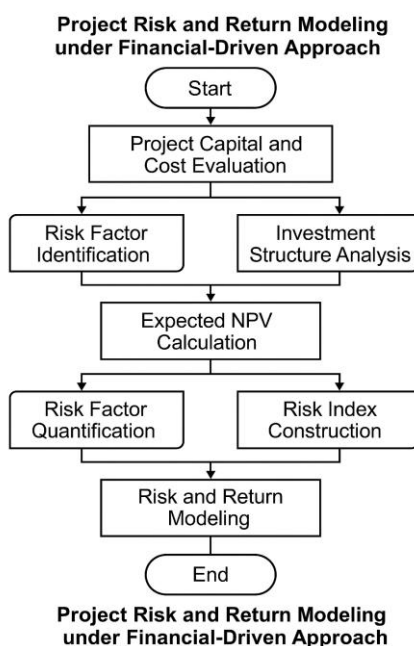 Project Risk and Return Modeling
under Financial-Driven Approach
Start
Project Capital and
Cost Evaluation
Risk Factor
Identification
Investment
Structure Analysis
Expected NPV
Calculation
Risk Factor
Quantification
Risk Index
Construction
Risk and Return
Modeling
End
Project Risk and Return Modeling
under Financial-Driven Approach